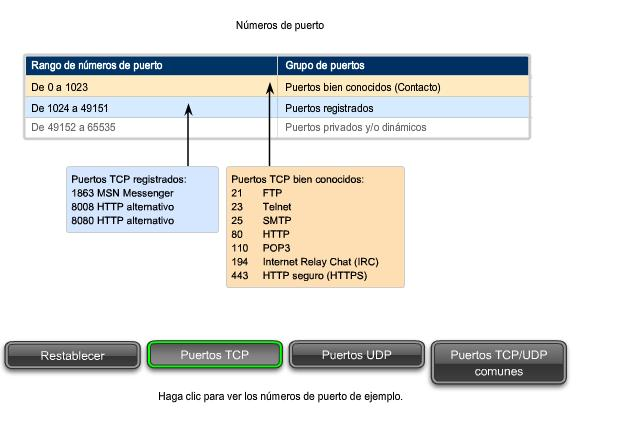 Números de puerto
Rango de números de puerto Grupo de puertos
De 0 a 1023 Puertos bien conocidos (Contacto)
De 1024 a 49151 Puertos registrados
De 49152 a 65535 Puertos privados y/o dinámicos
Puertos TCP registrados:
1863 MSN Messenger
8008 HTTP alternativo
8080 HTTP alternativo
Puertos TCP bien conocidos:
21 FTP
23 Telnet
25 SMTP
80 HTTP
110 POP3
194 Internet Relay Chat (IRC)
443 HTTP seguro (HTTPS)
Restablecer
Puertos TCP
Puertos UDP
Puertos TCP/UDP
comunes
Haga clic para ver los números de puerto de ejemplo.